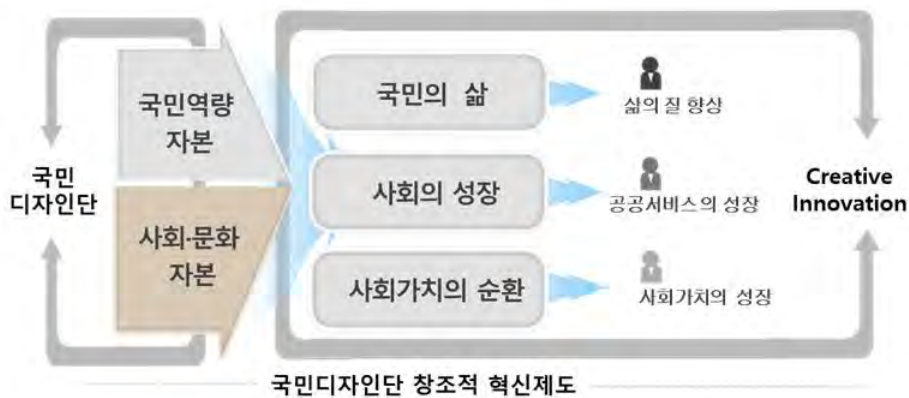 국민
디자인단
국민역량
자본
사회·문화
자본
국민의 삶
사회의 성장
사회가치의 순환
삶의 질 향상
공공서비스의 성장
사회가치의 성장
Creative
Innovation
국민디자인단 창조적 혁신제도